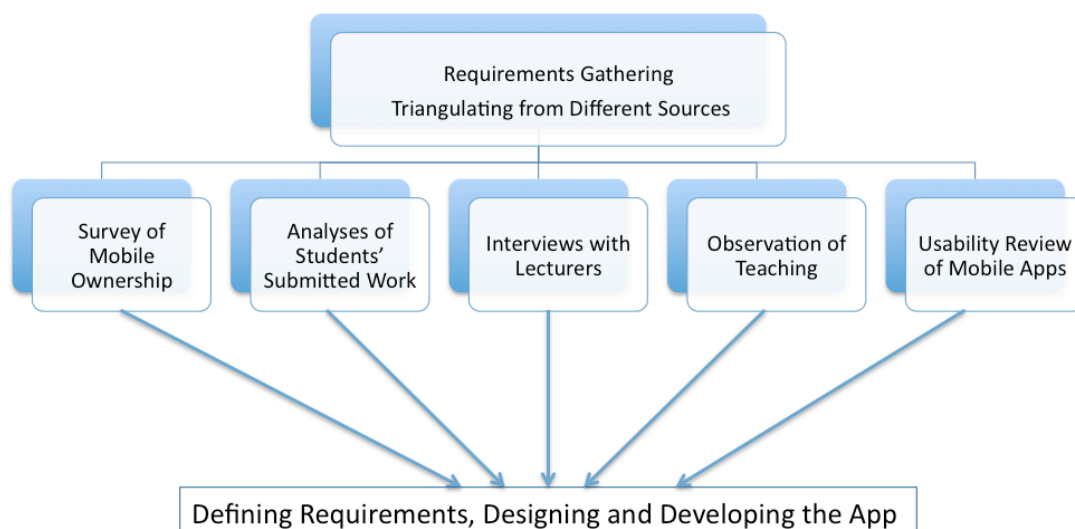 Requirements Gathering
Triangulating from Different Sources
Survey of
Mobile
Ownership
Analyses of
Students’
Submitted Work
Interviews with
Lecturers
Observation of
Teaching
Usability Review
of Mobile Apps
Defining Requirements, Designing and Developing the App